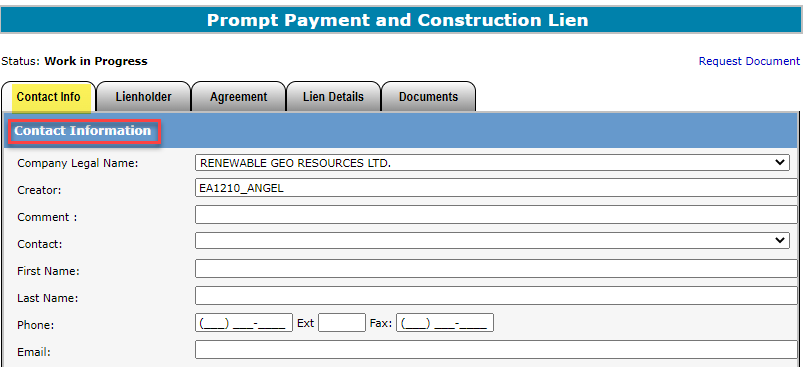 Prompt Payment and Construction Lien
Status: Work in Progress
Request Document
Contact Info Lienholder Agreement Lien Details Documents
Contact Information
Company Legal Name: RENEWABLE GEO RESOURCES LTD.
Creator: EA1210_ANGEL
Comment :
Contact:
First Name:
Last Name:
Phone: (___) ___-____ Ext Fax: (___) ___-____
Email: